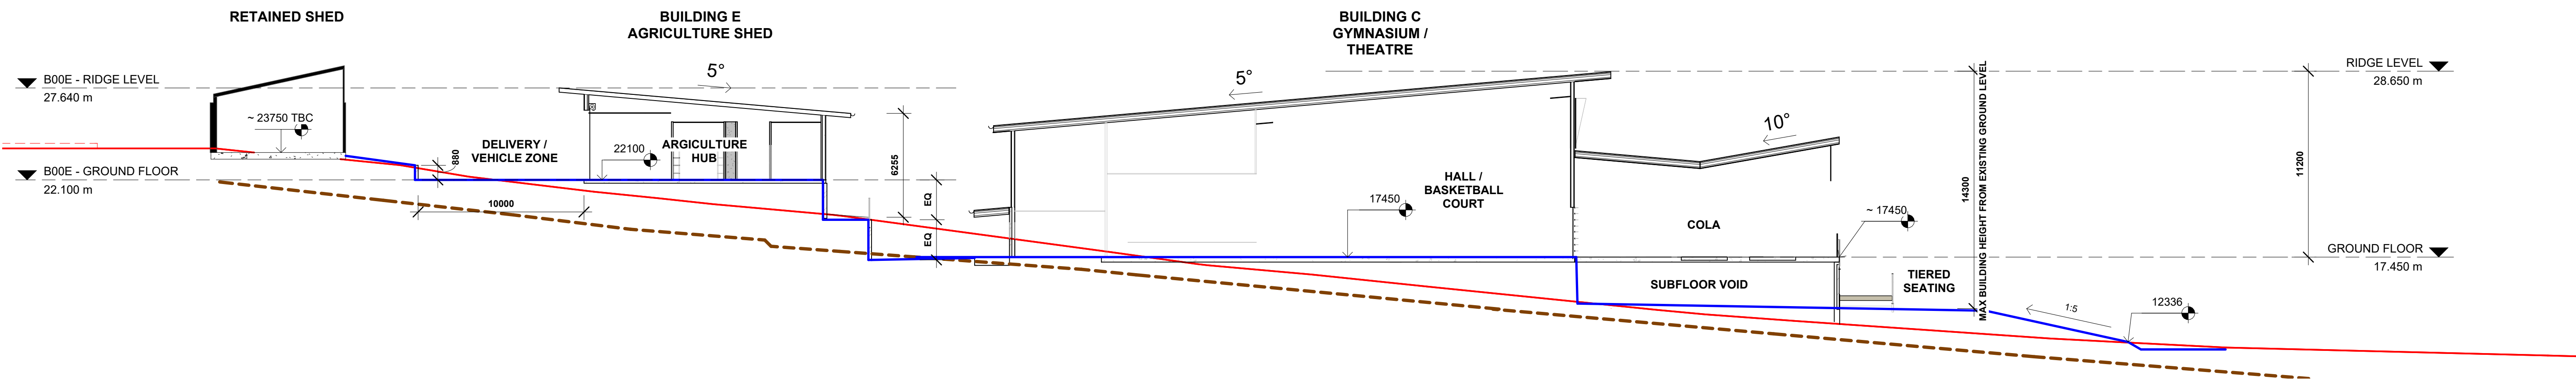 RETAINED SHED
BUILDING E
AGRICULTURE SHED
BUILDING C
GYMNASIUM /
THEATRE
B00E - RIDGE LEVEL
27.640 m
5°
5°
RIDGE LEVEL
28.650 m
~ 23750 TBC
DELIVERY /
VEHICLE ZONE
880
22100
ARGICULTURE
HUB
6255
10°
14300
MAX BUILDING HEIGHT FROM EXISTING GROUND LEVEL
11200
B00E - GROUND FLOOR
22.100 m
10000
EQ
EQ
17450
HALL /
BASKETBALL
COURT
COLA
~ 17450
GROUND FLOOR
17.450 m
SUBFLOOR VOID
TIERED
SEATING
1:5
12336